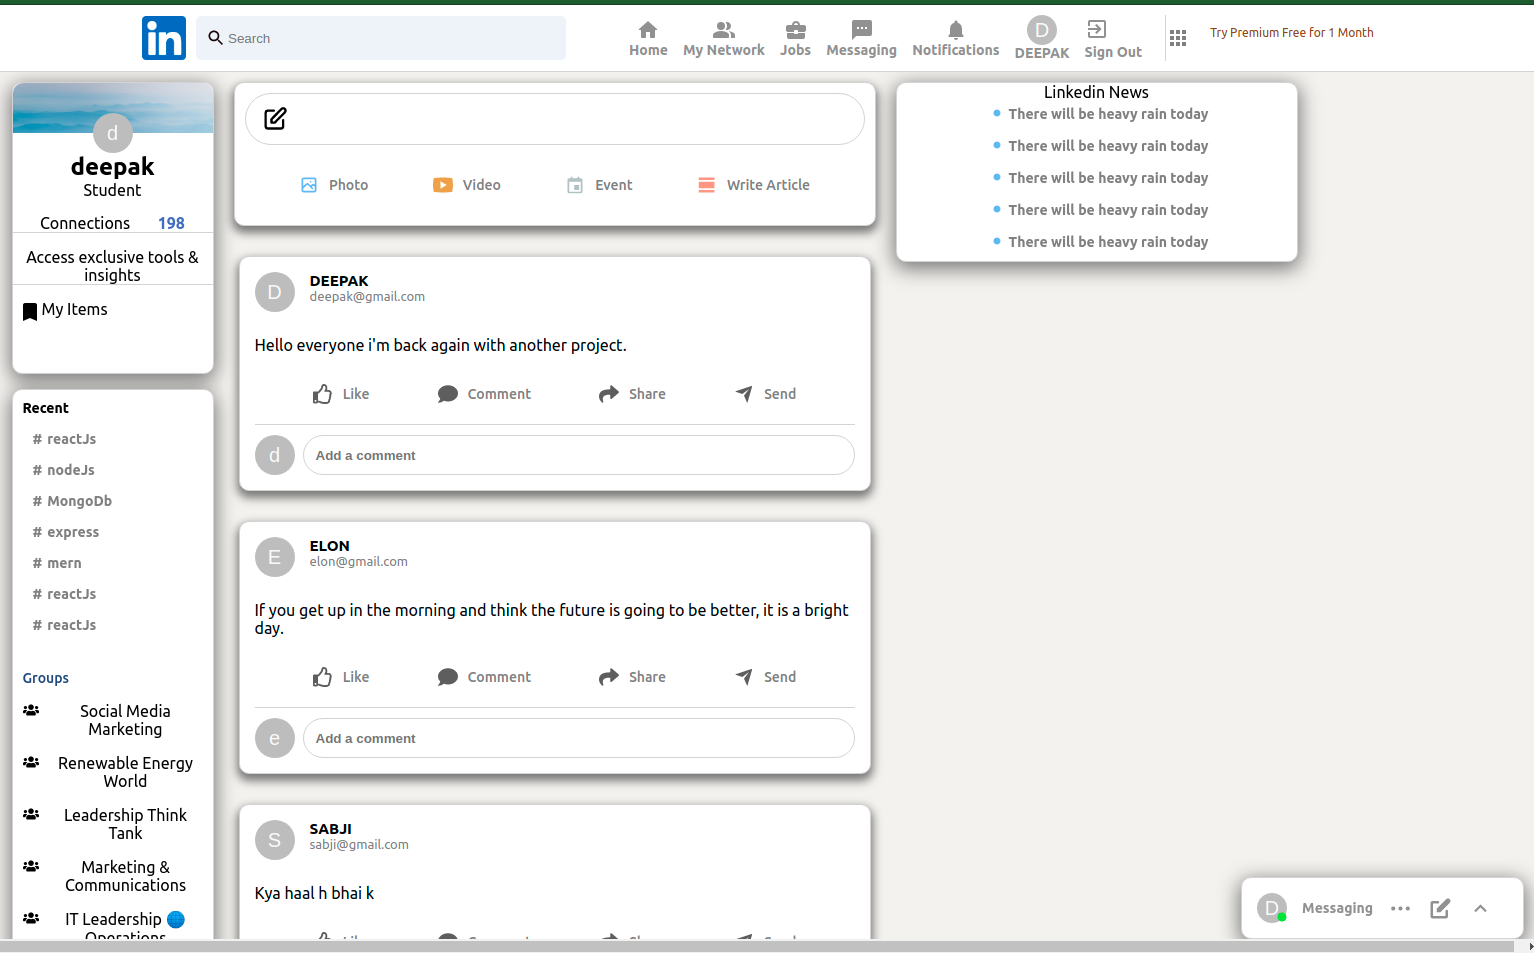 in
Search
Home
My Network
Jobs
Messaging
Notifications
D
DEEPAK
Sign Out
Try Premium Free for 1 Month
d
deepak
Student
Connections 198
Access exclusive tools &
insights
My Items
Recent
# reactJs
# nodeJs
# MongoDb
# express
# mern
# reactJs
# reactJs
Groups
Social Media
Marketing
Renewable Energy
World
Leadership Think
Tank
Marketing &
Communications
IT Leadership
Operations
Photo
Video
Event
Write Article
D
DEEPAK
deepak@gmail.com
Hello everyone i'm back again with another project.
Like
Comment
Share
Send
d
Add a comment
E
ELON
elon@gmail.com
If you get up in the morning and think the future is going to be better, it is a bright
day.
Like
Comment
Share
Send
e
Add a comment
S
SABJI
sabji@gmail.com
Kya haal h bhai k
Linkedin News
There will be heavy rain today
There will be heavy rain today
There will be heavy rain today
There will be heavy rain today
There will be heavy rain today
D
Messaging